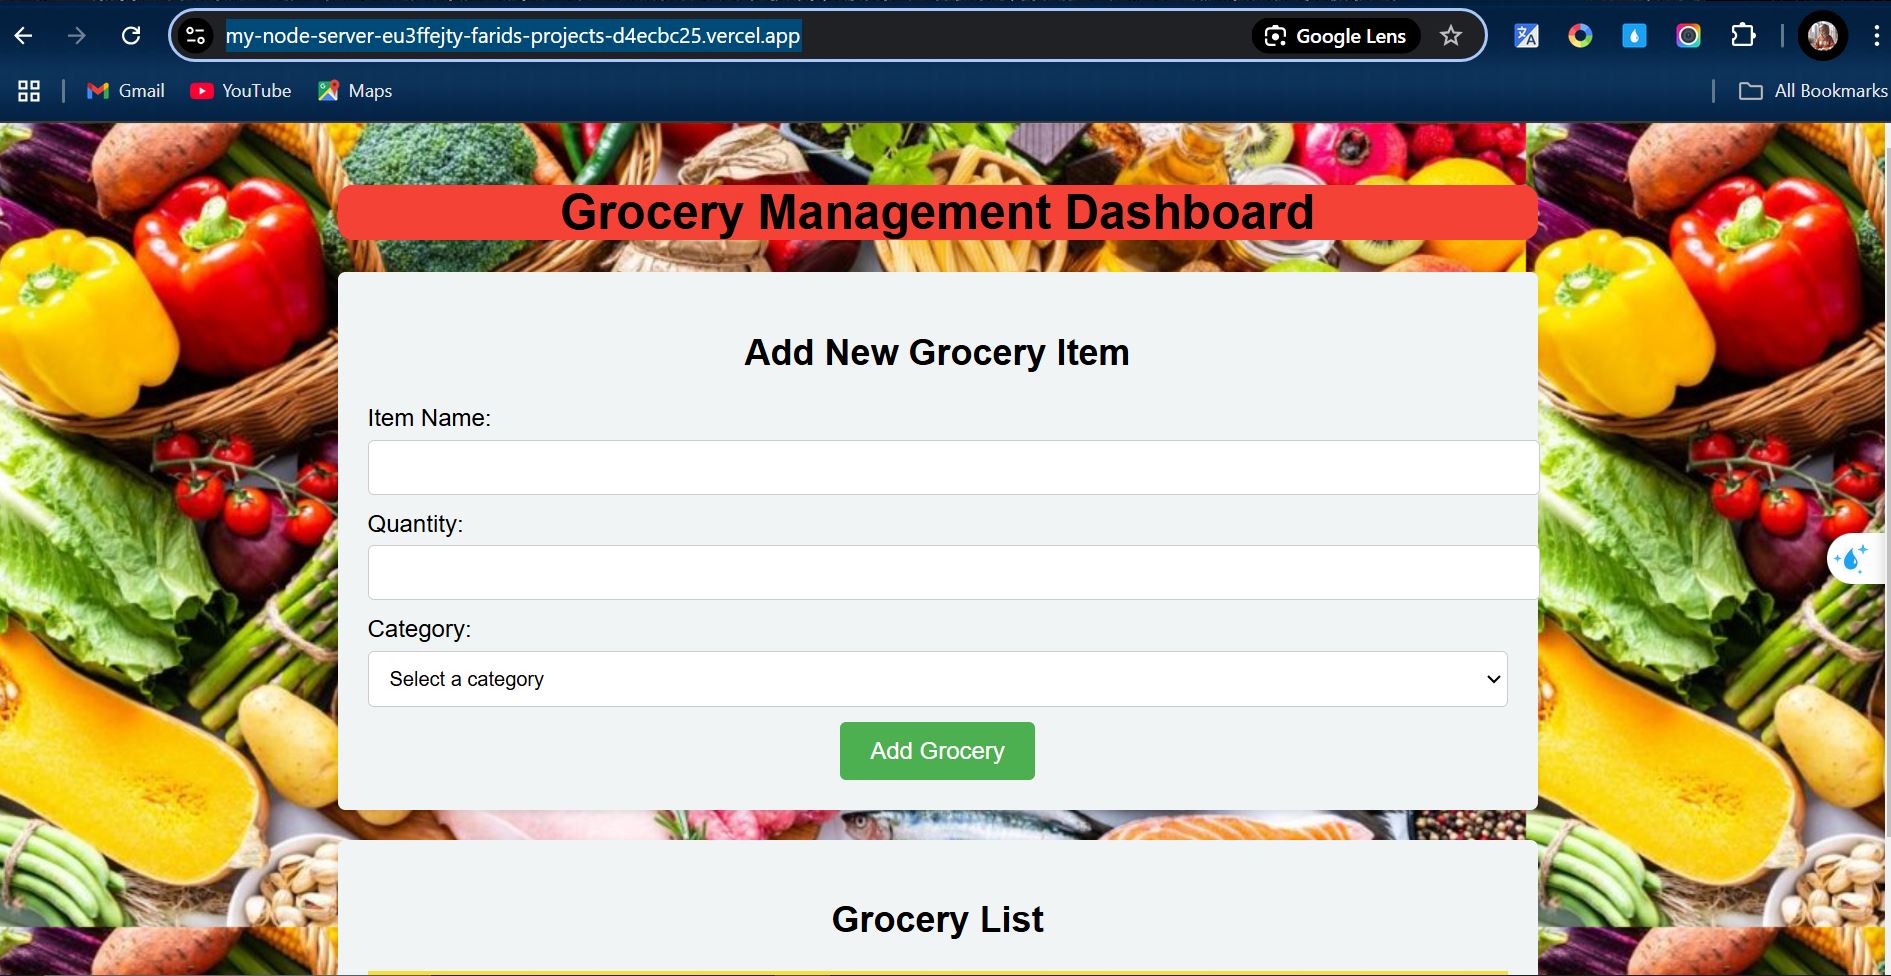 my-node-server-eu3ffejty-farids-projects-d4ecbc25.vercel.app
Google Lens
Gmail
YouTube
Maps
All Bookmarks
Grocery Management Dashboard
Add New Grocery Item
Item Name:
Quantity:
Category:
Select a category
Add Grocery
Grocery List